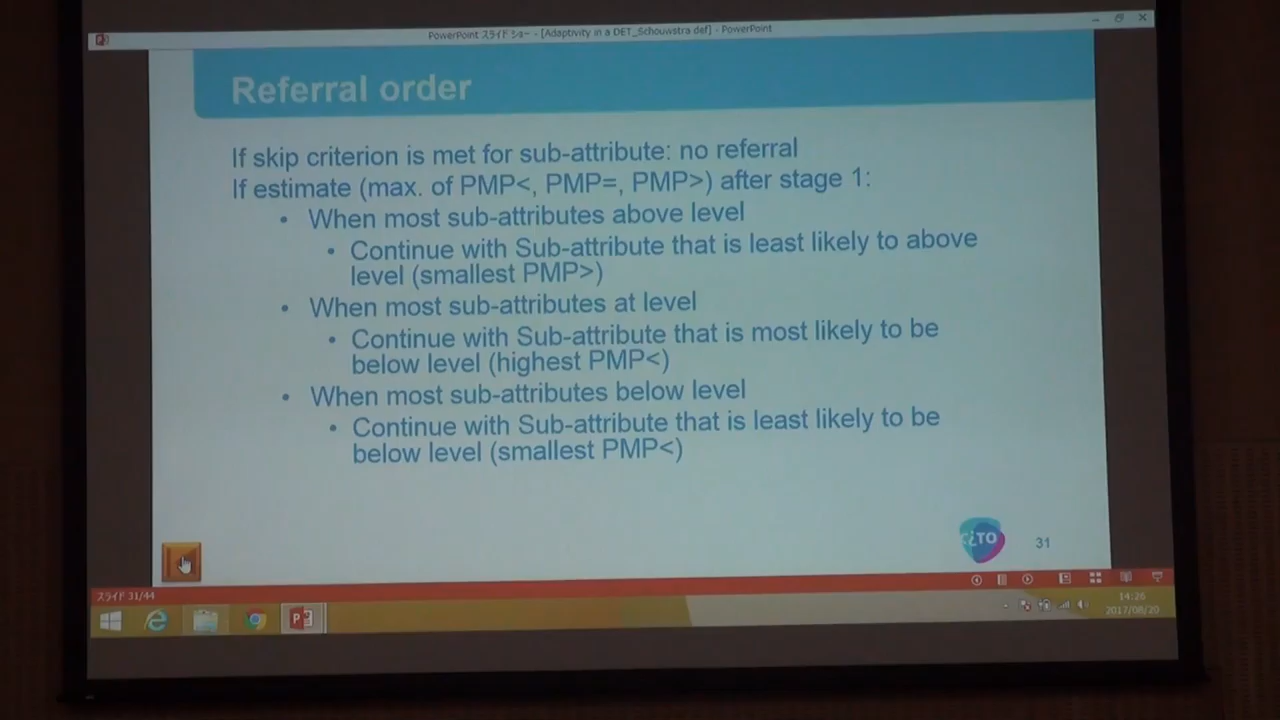 PowerPoint スライド ショー - [Adaptivity in a DET_Schouwstra def] - PowerPoint
Referral order
If skip criterion is met for sub-attribute: no referral
If estimate (max. of PMP<, PMP=, PMP>) after stage 1:
• When most sub-attributes above level
• Continue with Sub-attribute that is least likely to above
level (smallest PMP>)
• When most sub-attributes at level
• Continue with Sub-attribute that is most likely to be
below level (highest PMP<)
• When most sub-attributes below level
• Continue with Sub-attribute that is least likely to be
below level (smallest PMP<)
CiTO
31
スライド 31/44
14:26
2017/08/20